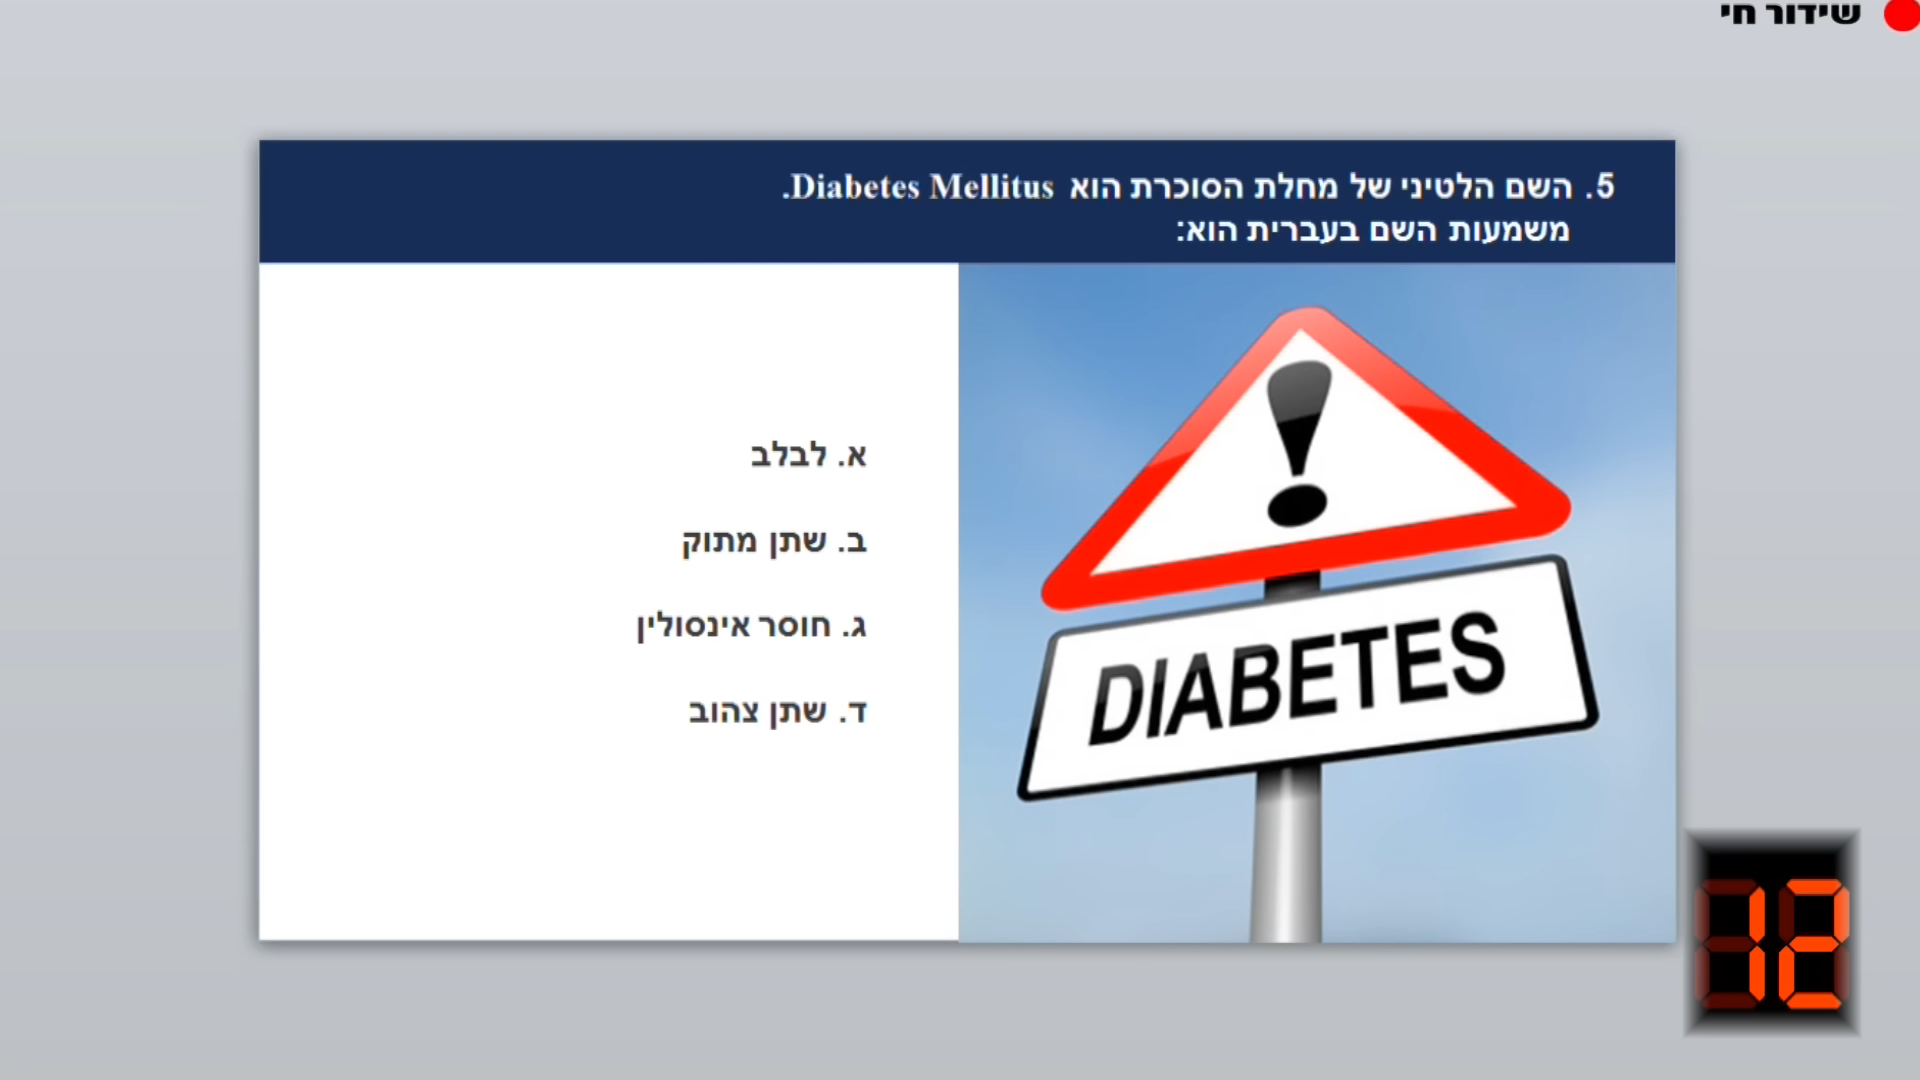 שידור חי
5. השם הלטיני של מחלת הסוכרת הוא Diabetes Mellitus.
משמעות השם בעברית הוא:
א. לבלב
ב. שתן מתוק
ג. חוסר אינסולין
ד. שתן צהוב
!
DIABETES
12